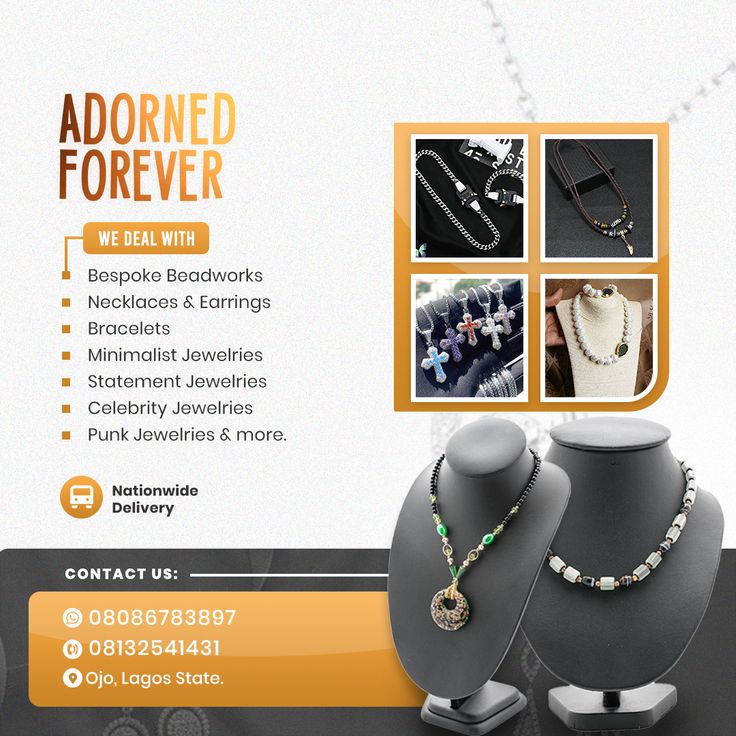 ADORNED
FOREVER
WE DEAL WITH
Bespoke Beadworks
Necklaces & Earrings
Bracelets
Minimalist Jewelries
Statement Jewelries
Celebrity Jewelries
Punk Jewelries & more.
Nationwide
Delivery
CONTACT US:
08086783897
08132541431
Ojo, Lagos State.